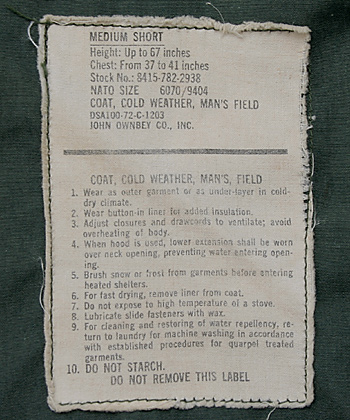 MEDIUM SHORT
Height: Up to 67 inches
Chest: From 37 to 41 inches
Stock No.: 8415-782-2938
NATO SIZE 6070/9404
COAT, COLD WEATHER, MAN'S FIELD
DSA100-72-C-1203
JOHN OWNBEY CO., INC.
COAT, COLD WEATHER, MAN'S, FIELD
1. Wear as outer garment or as under-layer in cold-
dry climate.
2. Wear button-in liner for added insulation.
3. Adjust closures and drawcords to ventilate; avoid
overheating of body.
4. When hood is used, lower extension shall be worn
over neck opening, preventing water entering open-
ing.
5. Brush snow or frost from garments before entering
heated shelters.
6. For fast drying, remove liner from coat.
7. Do not expose to high temperature of a stove.
8. Lubricate slide fasteners with wax.
9. For cleaning and restoring of water repellency, re-
turn to laundry for machine washing in accordance
with established procedures for quarpel treated
garments.
10. DO NOT STARCH.
DO NOT REMOVE THIS LABEL